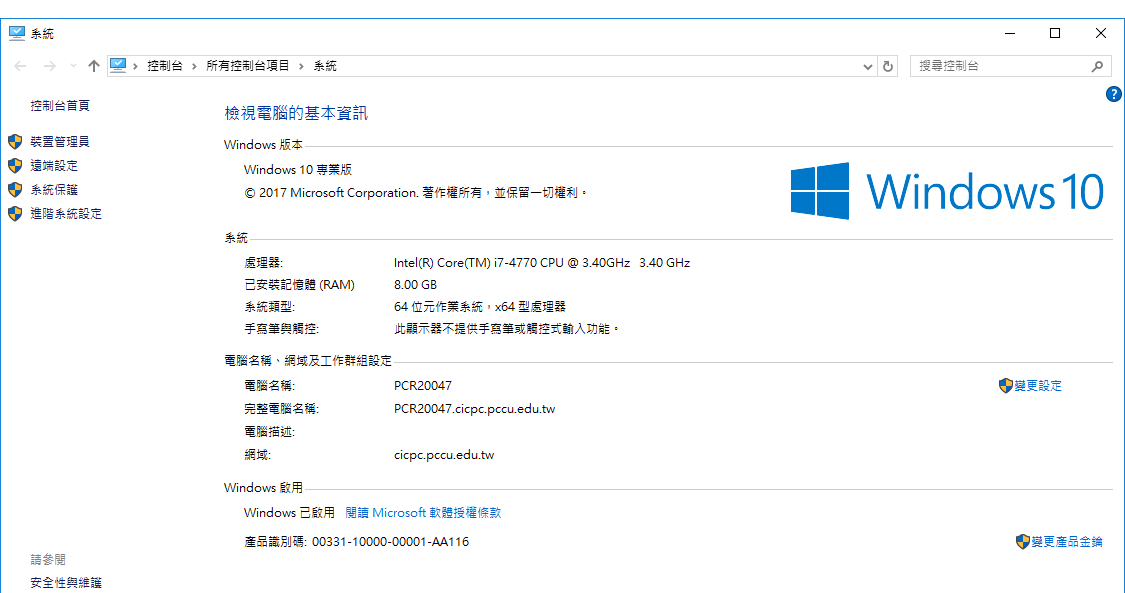 系統
控制台 › 所有控制台項目 › 系統
搜尋控制台
控制台首頁
裝置管理員
遠端設定
系統保護
進階系統設定
檢視電腦的基本資訊
Windows 版本
Windows 10 專業版
© 2017 Microsoft Corporation. 著作權所有，並保留一切權利。
Windows 10
系統
處理器: Intel(R) Core(TM) i7-4770 CPU @ 3.40GHz 3.40 GHz
已安裝記憶體 (RAM) 8.00 GB
系統類型: 64 位元作業系統，x64 型處理器
手寫筆與觸控: 此顯示器不提供手寫筆或觸控式輸入功能。
電腦名稱、網域及工作群組設定
電腦名稱: PCR20047 變更設定
完整電腦名稱: PCR20047.cicpc.pccu.edu.tw
電腦描述:
網域: cicpc.pccu.edu.tw
Windows 啟用
Windows 已啟用 閱讀 Microsoft 軟體授權條款
產品識別碼: 00331-10000-00001-AA116 變更產品金鑰
請參閱
安全性與維護